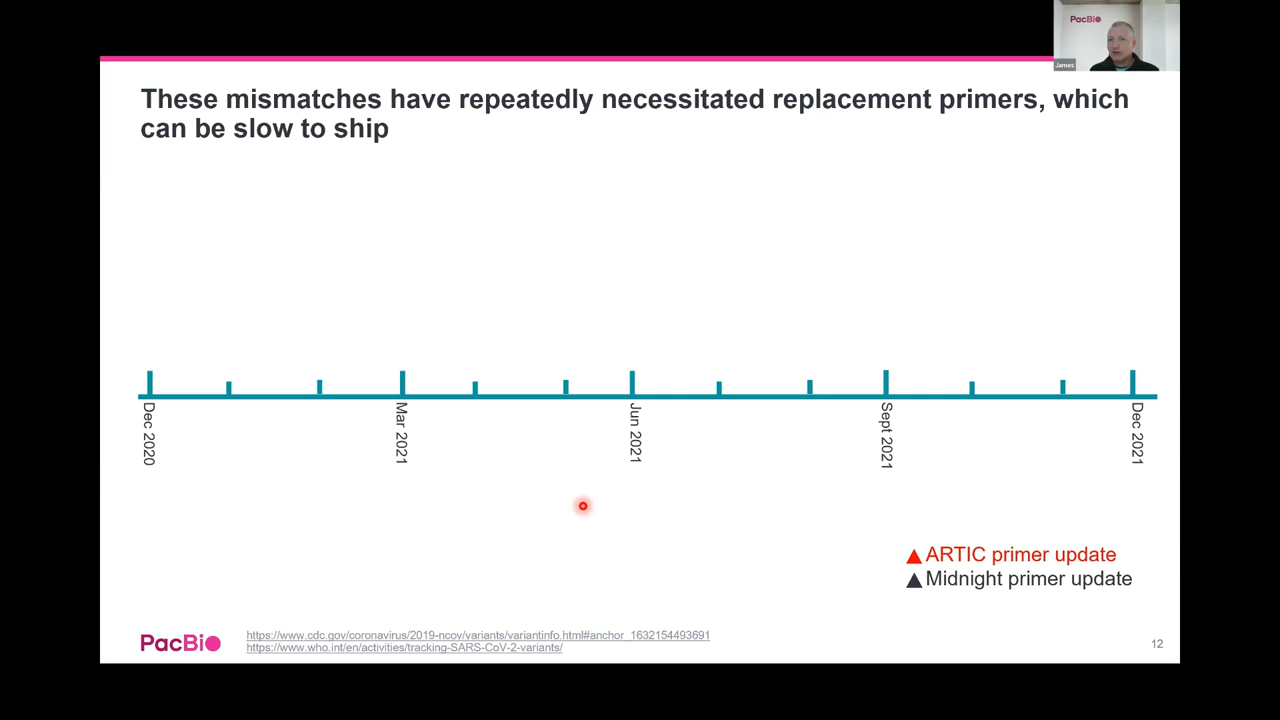 PacBio
James
These mismatches have repeatedly necessitated replacement primers, which
can be slow to ship
Dec 2020
Mar 2021
Jun 2021
Sept 2021
Dec 2021
▲ARTIC primer update
▲Midnight primer update
PacBio
https://www.cdc.gov/coronavirus/2019-ncov/variants/variantinfo.html#anchor_1632154493691
https://www.who.int/en/activities/tracking-SARS-CoV-2-variants/
12